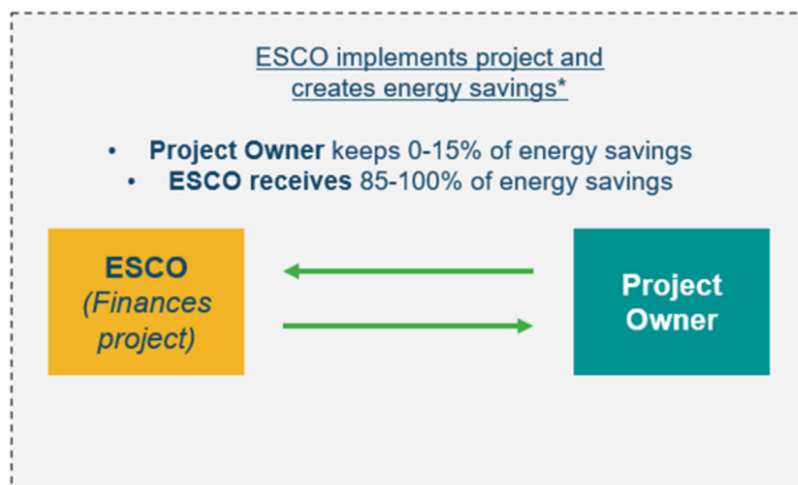 ESCO implements project and
creates energy savings*
• Project Owner keeps 0-15% of energy savings
• ESCO receives 85-100% of energy savings
ESCO
(Finances
project)
Project
Owner